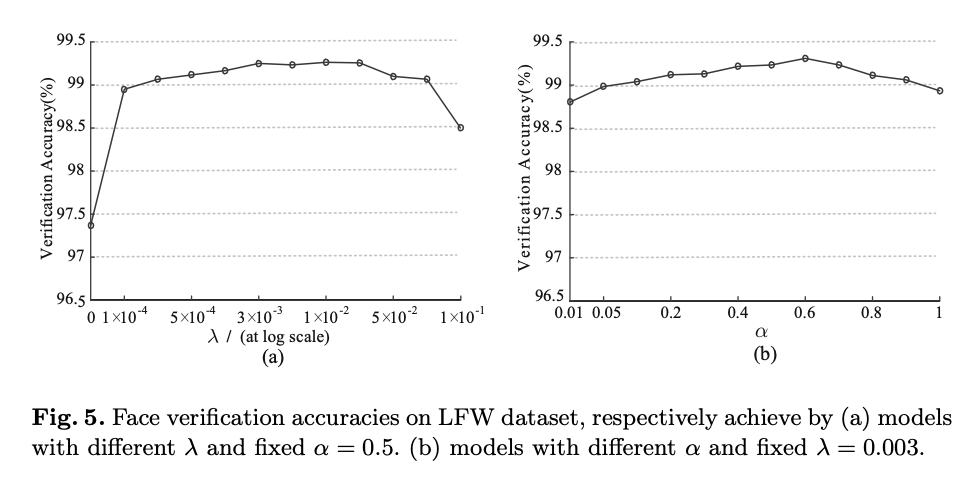 99.5
99
98.5
98
97.5
97
96.5
Verification Accuracy(%)
0 1×10⁻⁴ 5×10⁻⁴ 3×10⁻³ 1×10⁻² 5×10⁻² 1×10⁻¹
λ / (at log scale)
(a)
99.5
99
98.5
98
97.5
97
96.5
Verification Accuracy(%)
0.01 0.05 0.2 0.4 0.6 0.8 1
α
(b)
Fig. 5. Face verification accuracies on LFW dataset, respectively achieve by (a) models
with different λ and fixed α = 0.5. (b) models with different α and fixed λ = 0.003.